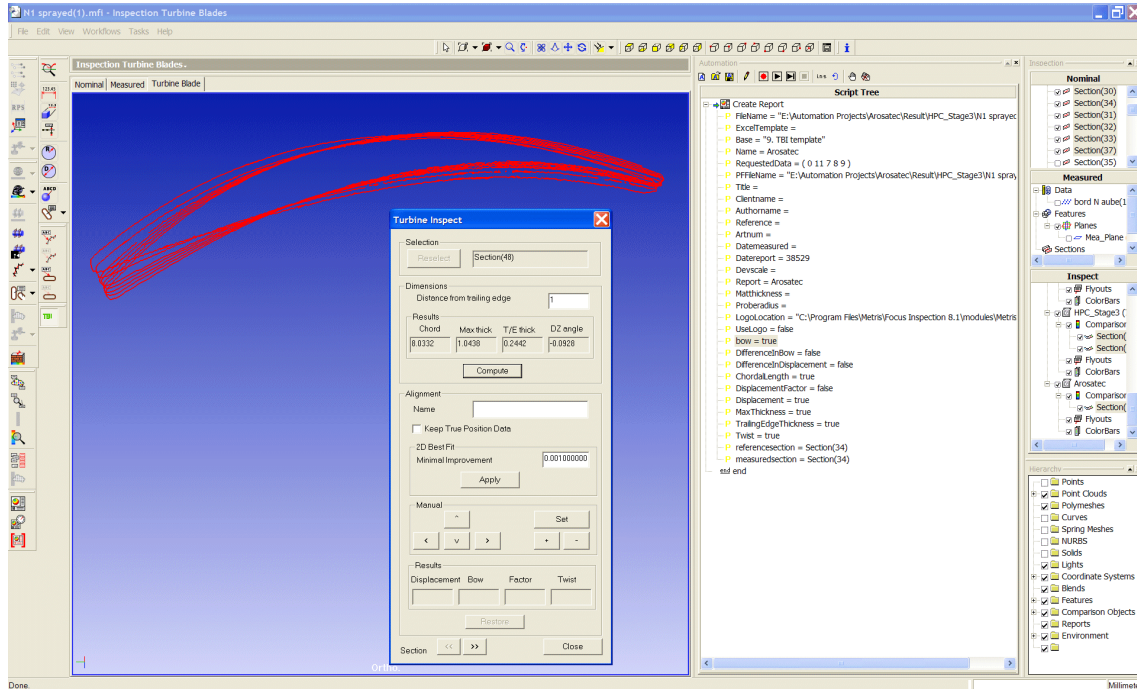 N1 sprayed(1).mfi - Inspection Turbine Blades
File Edit View Workflows Tasks Help
Inspection Turbine Blades.
Nominal Measured Turbine Blade
Ortho.
Turbine Inspect
Selection
Reselect Section(48)
Dimensions
Distance from trailing edge 1
Results
Chord Max thick T/E thick DZ angle
8.0332 1.0438 0.2442 -0.0928
Compute
Alignment
Name
Keep True Position Data
2D Best Fit
Minimal Improvement 0.001000000
Apply
Manual
^ Set
< v > + -
Results
Displacement Bow Factor Twist
Restore
Section << >> Close
Automation
Script Tree
Create Report
FileName = "E:\Automation Projects\Arosatec\Result\HPC_Stage3\N1 sprayed
ExcelTemplate =
Base = "9. TBI template"
Name = Arosatec
RequestedData = ( 0 11 7 8 9 )
PFFileName = "E:\Automation Projects\Arosatec\Result\HPC_Stage3\N1 spray
Title =
Clientname =
Authorname =
Reference =
Artnum =
Datemeasured =
Datereport = 38529
Devscale =
Report = Arosatec
Matthickness =
Proberadius =
LogoLocation = "C:\Program Files\Metris\Focus Inspection 8.1\modules\Metris
UseLogo = false
bow = true
DifferenceInBow = false
DifferenceInDisplacement = false
ChordalLength = true
DisplacementFactor = false
Displacement = true
MaxThickness = true
TrailingEdgeThickness = true
Twist = true
referencesection = Section(34)
measuredsection = Section(34)
end end
Inspection
Nominal
Section(30)
Section(34)
Section(31)
Section(32)
Section(33)
Section(37)
Section(35)
Measured
Data
bord N aube(1
Features
Planes
Mea_Plane
Sections
Inspect
Flyouts
ColorBars
HPC_Stage3 (
Comparison
Section(
Section(
Flyouts
ColorBars
Arosatec
Comparison
Section(
Flyouts
ColorBars
Hierarchy
Points
Point Clouds
Polymeshes
Curves
Spring Meshes
NURBS
Solids
Lights
Coordinate Systems
Blends
Features
Comparison Objects
Reports
Environment
Done.
Millimet